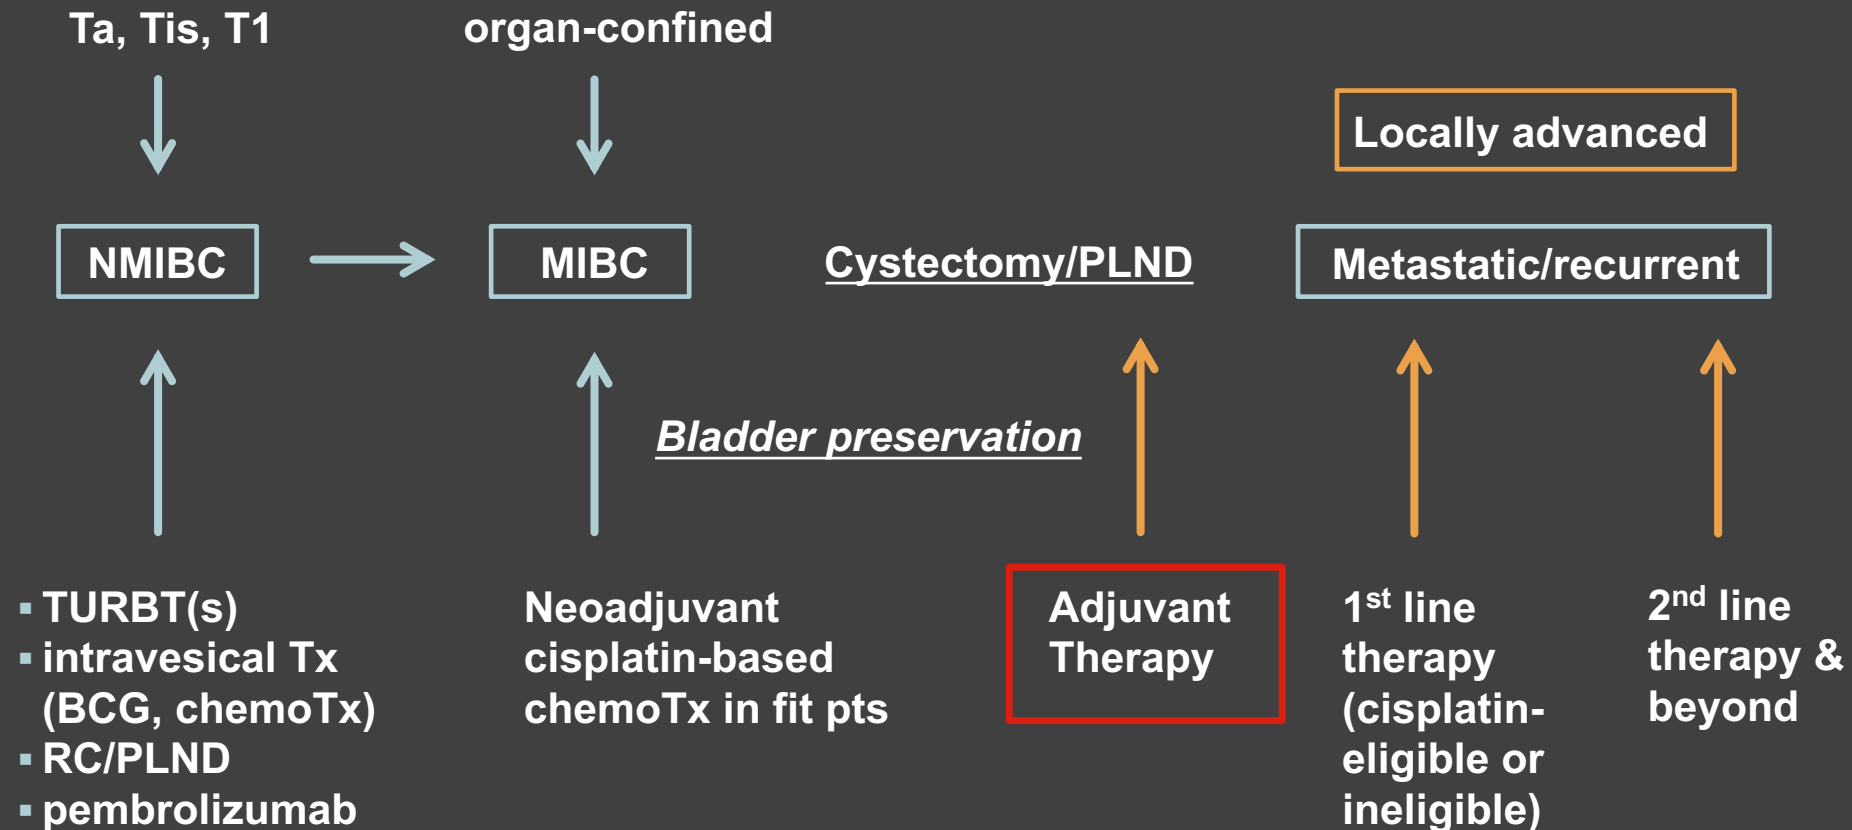 Ta, Tis, T1
organ-confined
Locally advanced
NMIBC
MIBC
Cystectomy/PLND
Metastatic/recurrent
Bladder preservation
▪ TURBT(s)
▪ intravesical Tx
(BCG, chemoTx)
▪ RC/PLND
▪ pembrolizumab
Neoadjuvant
cisplatin-based
chemoTx in fit pts
Adjuvant
Therapy
1st line
therapy
(cisplatin-
eligible or
ineligible)
2nd line
therapy &
beyond